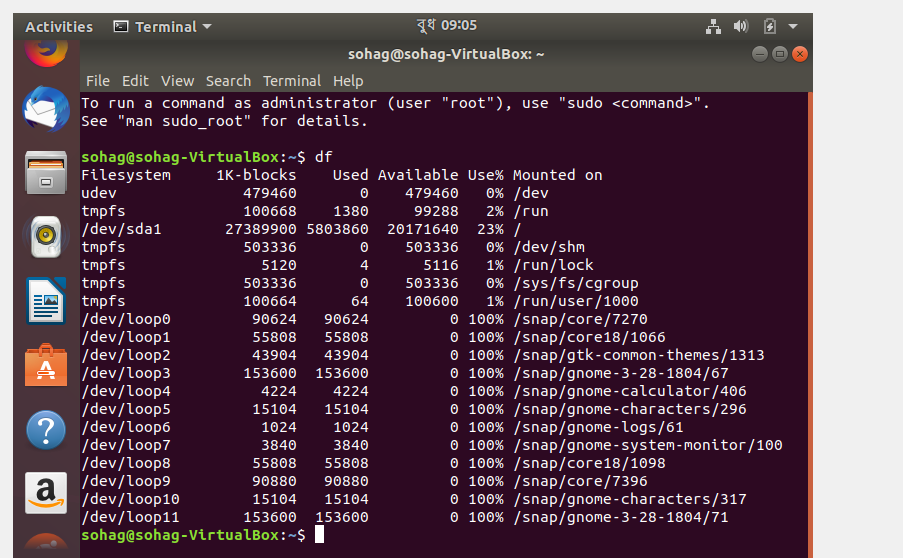 Activities Terminal বুধ 09:05
sohag@sohag-VirtualBox: ~
File Edit View Search Terminal Help
To run a command as administrator (user "root"), use "sudo <command>".
See "man sudo_root" for details.
sohag@sohag-VirtualBox:~$ df
Filesystem     1K-blocks    Used Available Use% Mounted on
udev              479460       0    479460   0% /dev
tmpfs             100668    1380     99288   2% /run
/dev/sda1       27389900 5803860  20171640  23% /
tmpfs             503336       0    503336   0% /dev/shm
tmpfs               5120       4      5116   1% /run/lock
tmpfs             503336       0    503336   0% /sys/fs/cgroup
tmpfs             100664      64    100600   1% /run/user/1000
/dev/loop0         90624   90624         0 100% /snap/core/7270
/dev/loop1         55808   55808         0 100% /snap/core18/1066
/dev/loop2         43904   43904         0 100% /snap/gtk-common-themes/1313
/dev/loop3        153600  153600         0 100% /snap/gnome-3-28-1804/67
/dev/loop4          4224    4224         0 100% /snap/gnome-calculator/406
/dev/loop5         15104   15104         0 100% /snap/gnome-characters/296
/dev/loop6          1024    1024         0 100% /snap/gnome-logs/61
/dev/loop7          3840    3840         0 100% /snap/gnome-system-monitor/100
/dev/loop8         55808   55808         0 100% /snap/core18/1098
/dev/loop9         90880   90880         0 100% /snap/core/7396
/dev/loop10        15104   15104         0 100% /snap/gnome-characters/317
/dev/loop11       153600  153600         0 100% /snap/gnome-3-28-1804/71
sohag@sohag-VirtualBox:~$